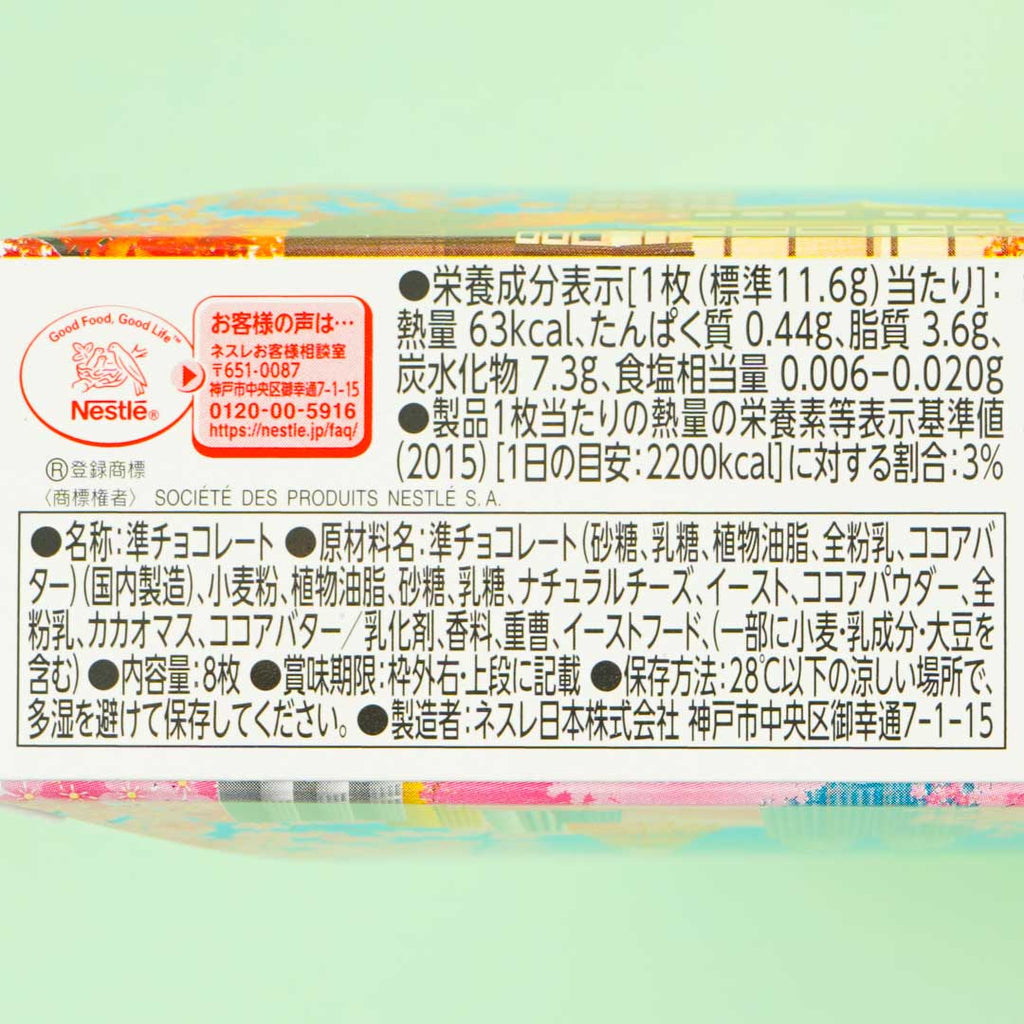 Good Food, Good Life™
Nestlé®
お客様の声は…
ネスレお客様相談室
〒651-0087
神戸市中央区御幸通7-1-15
0120-00-5916
https://nestle.jp/faq/
Ⓡ登録商標
〈商標権者〉 SOCIÉTÉ DES PRODUITS NESTLÉ S.A.
●栄養成分表示[1枚(標準11.6g)当たり]:
熱量 63kcal、たんぱく質 0.44g、脂質 3.6g、
炭水化物 7.3g、食塩相当量 0.006-0.020g
●製品1枚当たりの熱量の栄養素等表示基準値
(2015)[1日の目安:2200kcal]に対する割合:3%
●名称:準チョコレート ●原材料名:準チョコレート(砂糖、乳糖、植物油脂、全粉乳、ココアバ
ター)(国内製造)、小麦粉、植物油脂、砂糖、乳糖、ナチュラルチーズ、イースト、ココアパウダー、全
粉乳、カカオマス、ココアバター/乳化剤、香料、重曹、イーストフード、(一部に小麦・乳成分・大豆を
含む) ●内容量:8枚 ●賞味期限:枠外右・上段に記載 ●保存方法:28℃以下の涼しい場所で、
多湿を避けて保存してください。 ●製造者:ネスレ日本株式会社 神戸市中央区御幸通7-1-15